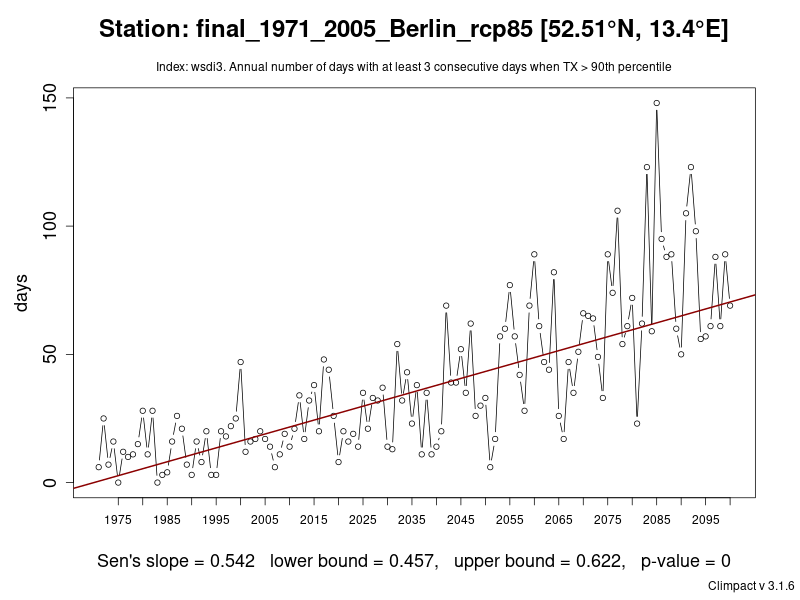 Station: final_1971_2005_Berlin_rcp85 [52.51°N, 13.4°E]
Index: wsdi3. Annual number of days with at least 3 consecutive days when TX > 90th percentile
150
100
50
0
days
1975 1985 1995 2005 2015 2025 2035 2045 2055 2065 2075 2085 2095
Sen's slope = 0.542 lower bound = 0.457, upper bound = 0.622, p-value = 0
Climpact v 3.1.6